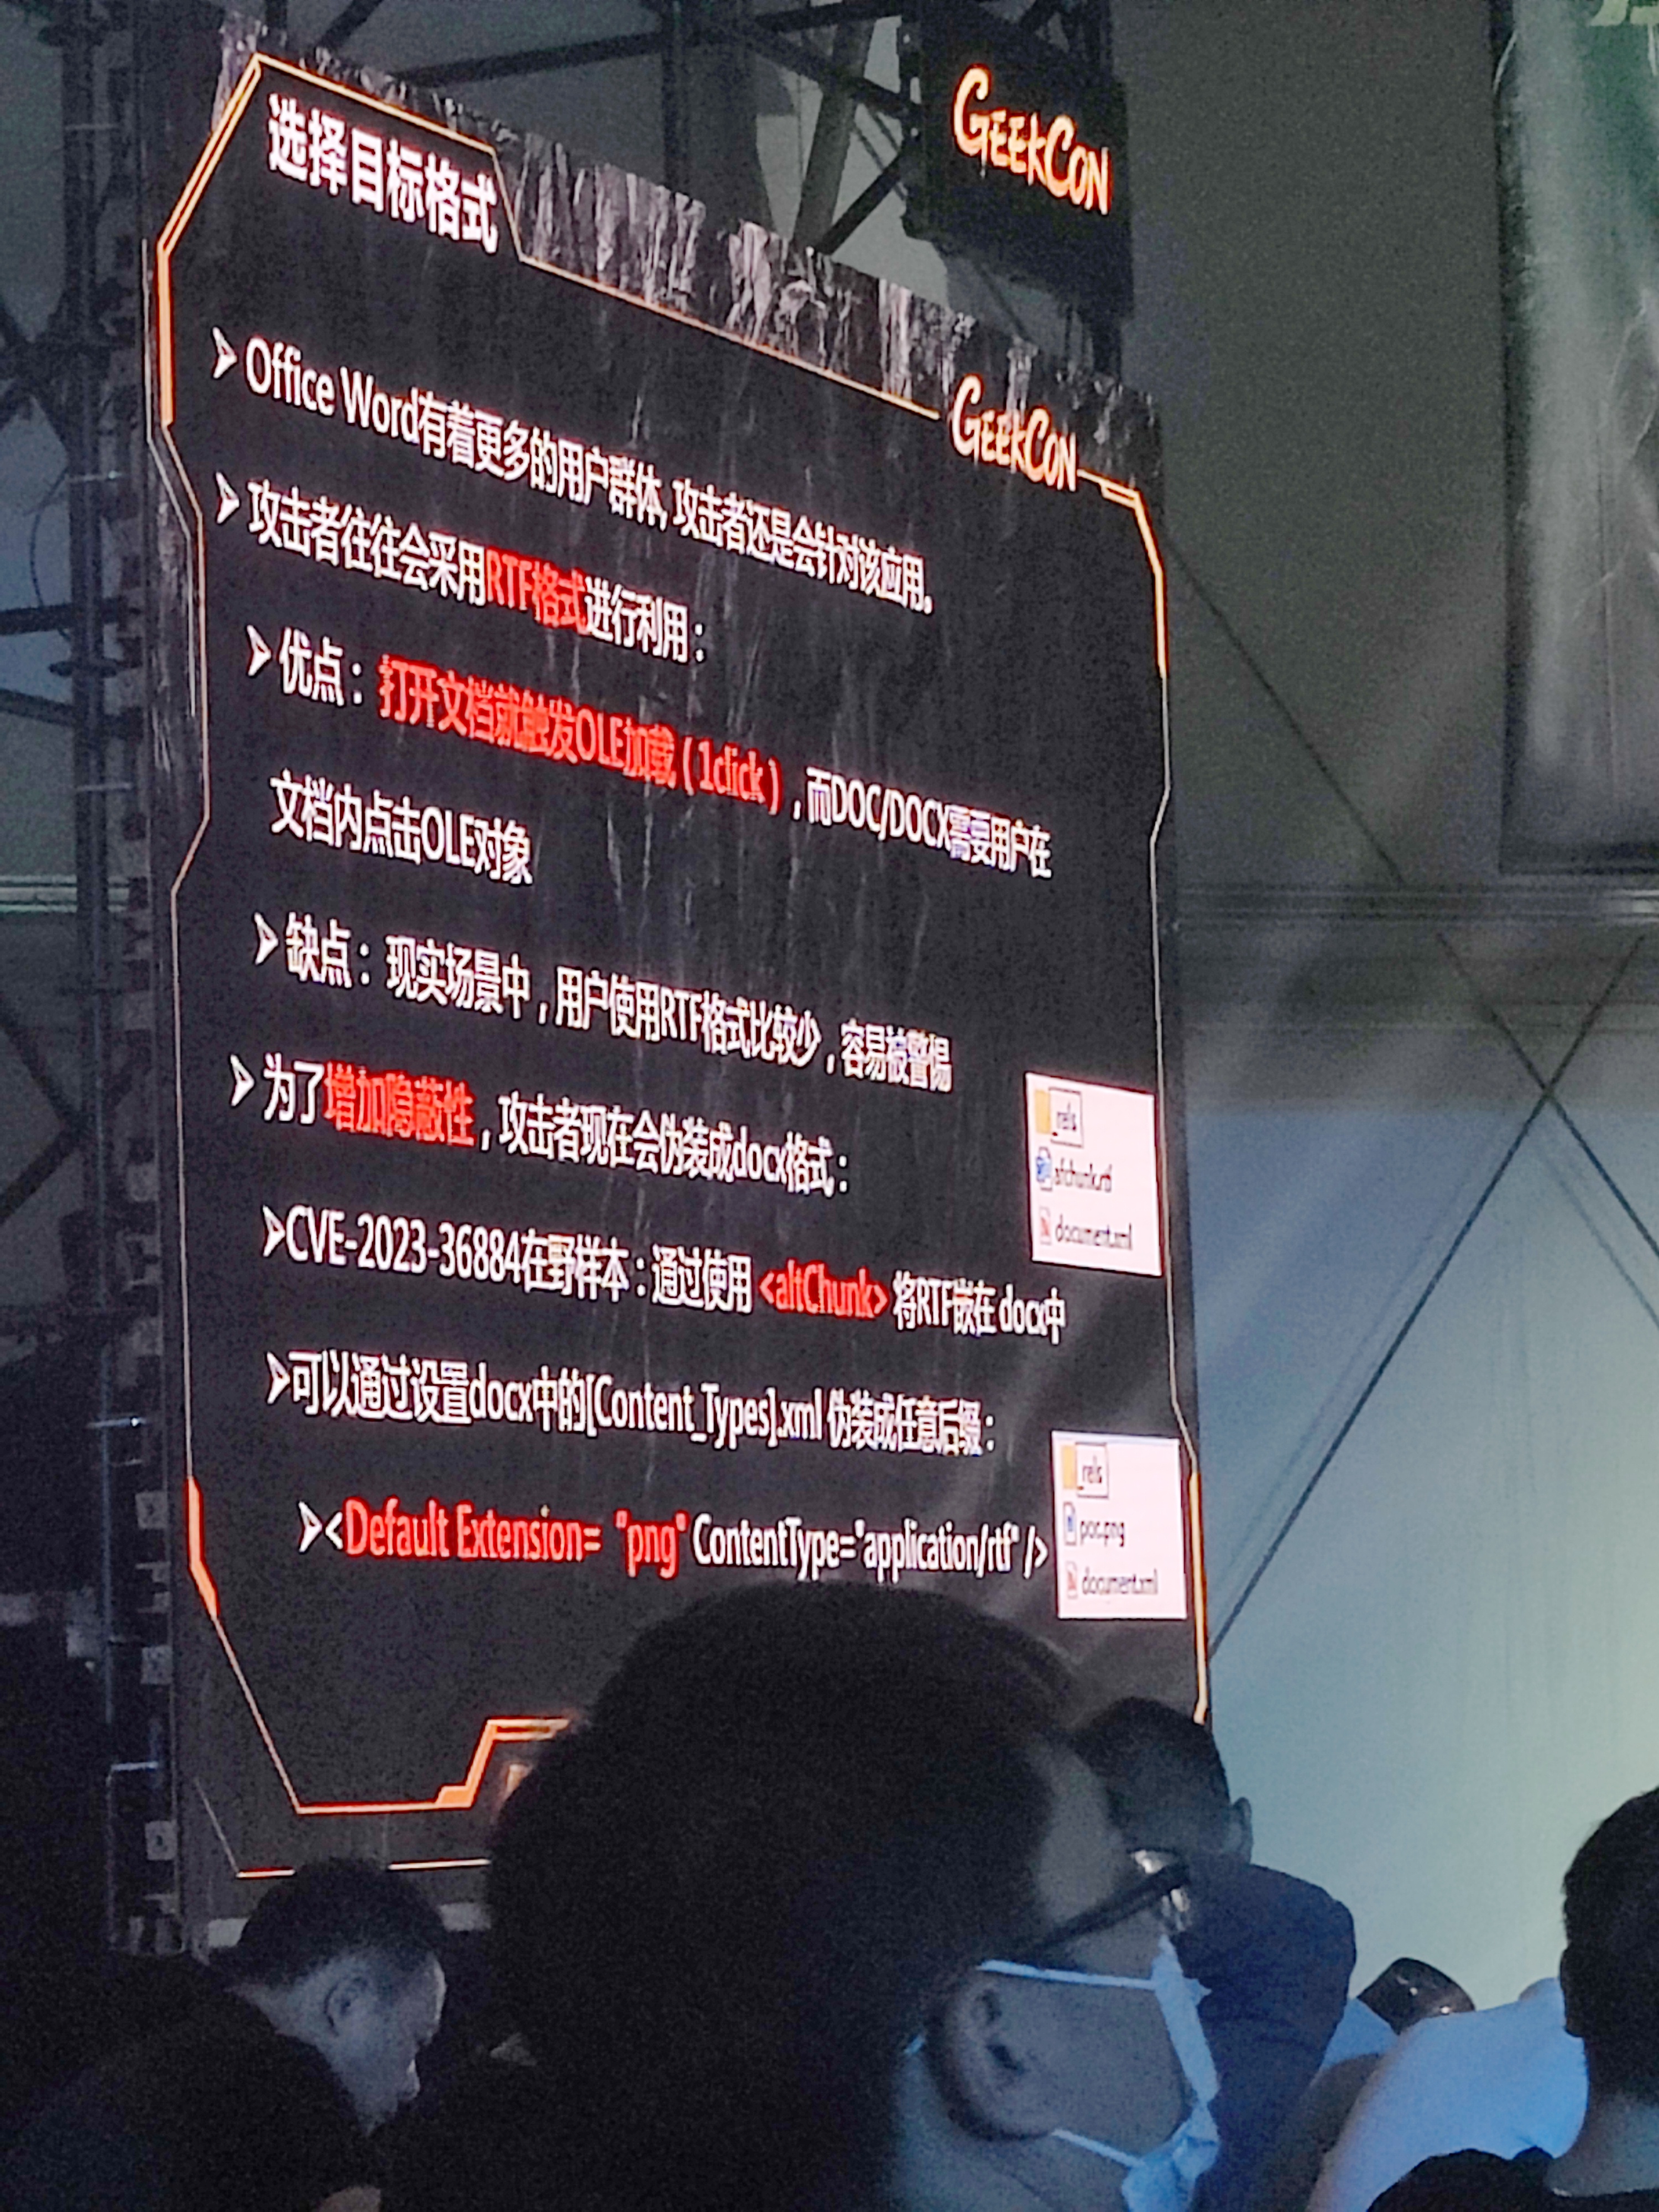 GEEKCON
选择目标格式
GEEKCON
➤ Office Word有着更多的用户群体, 攻击者还是会针对该应用。
➤ 攻击者往往会采用RTF格式进行利用：
➤ 优点：打开文档就触发OLE加载（1click）, 而DOC/DOCX需要用户在
文档内点击OLE对象
➤ 缺点：现实场景中，用户使用RTF格式比较少，容易被警惕
➤ 为了增加隐蔽性，攻击者现在会伪装成docx格式：
_rels
afchunk.rtf
document.xml
➤CVE-2023-36884在野样本：通过使用 <altChunk> 将RTF嵌在 docx中
➤可以通过设置docx中的[Content_Types].xml 伪装成任意后缀：
➤<Default Extension= "png" ContentType="application/rtf" />
_rels
poc.png
document.xml